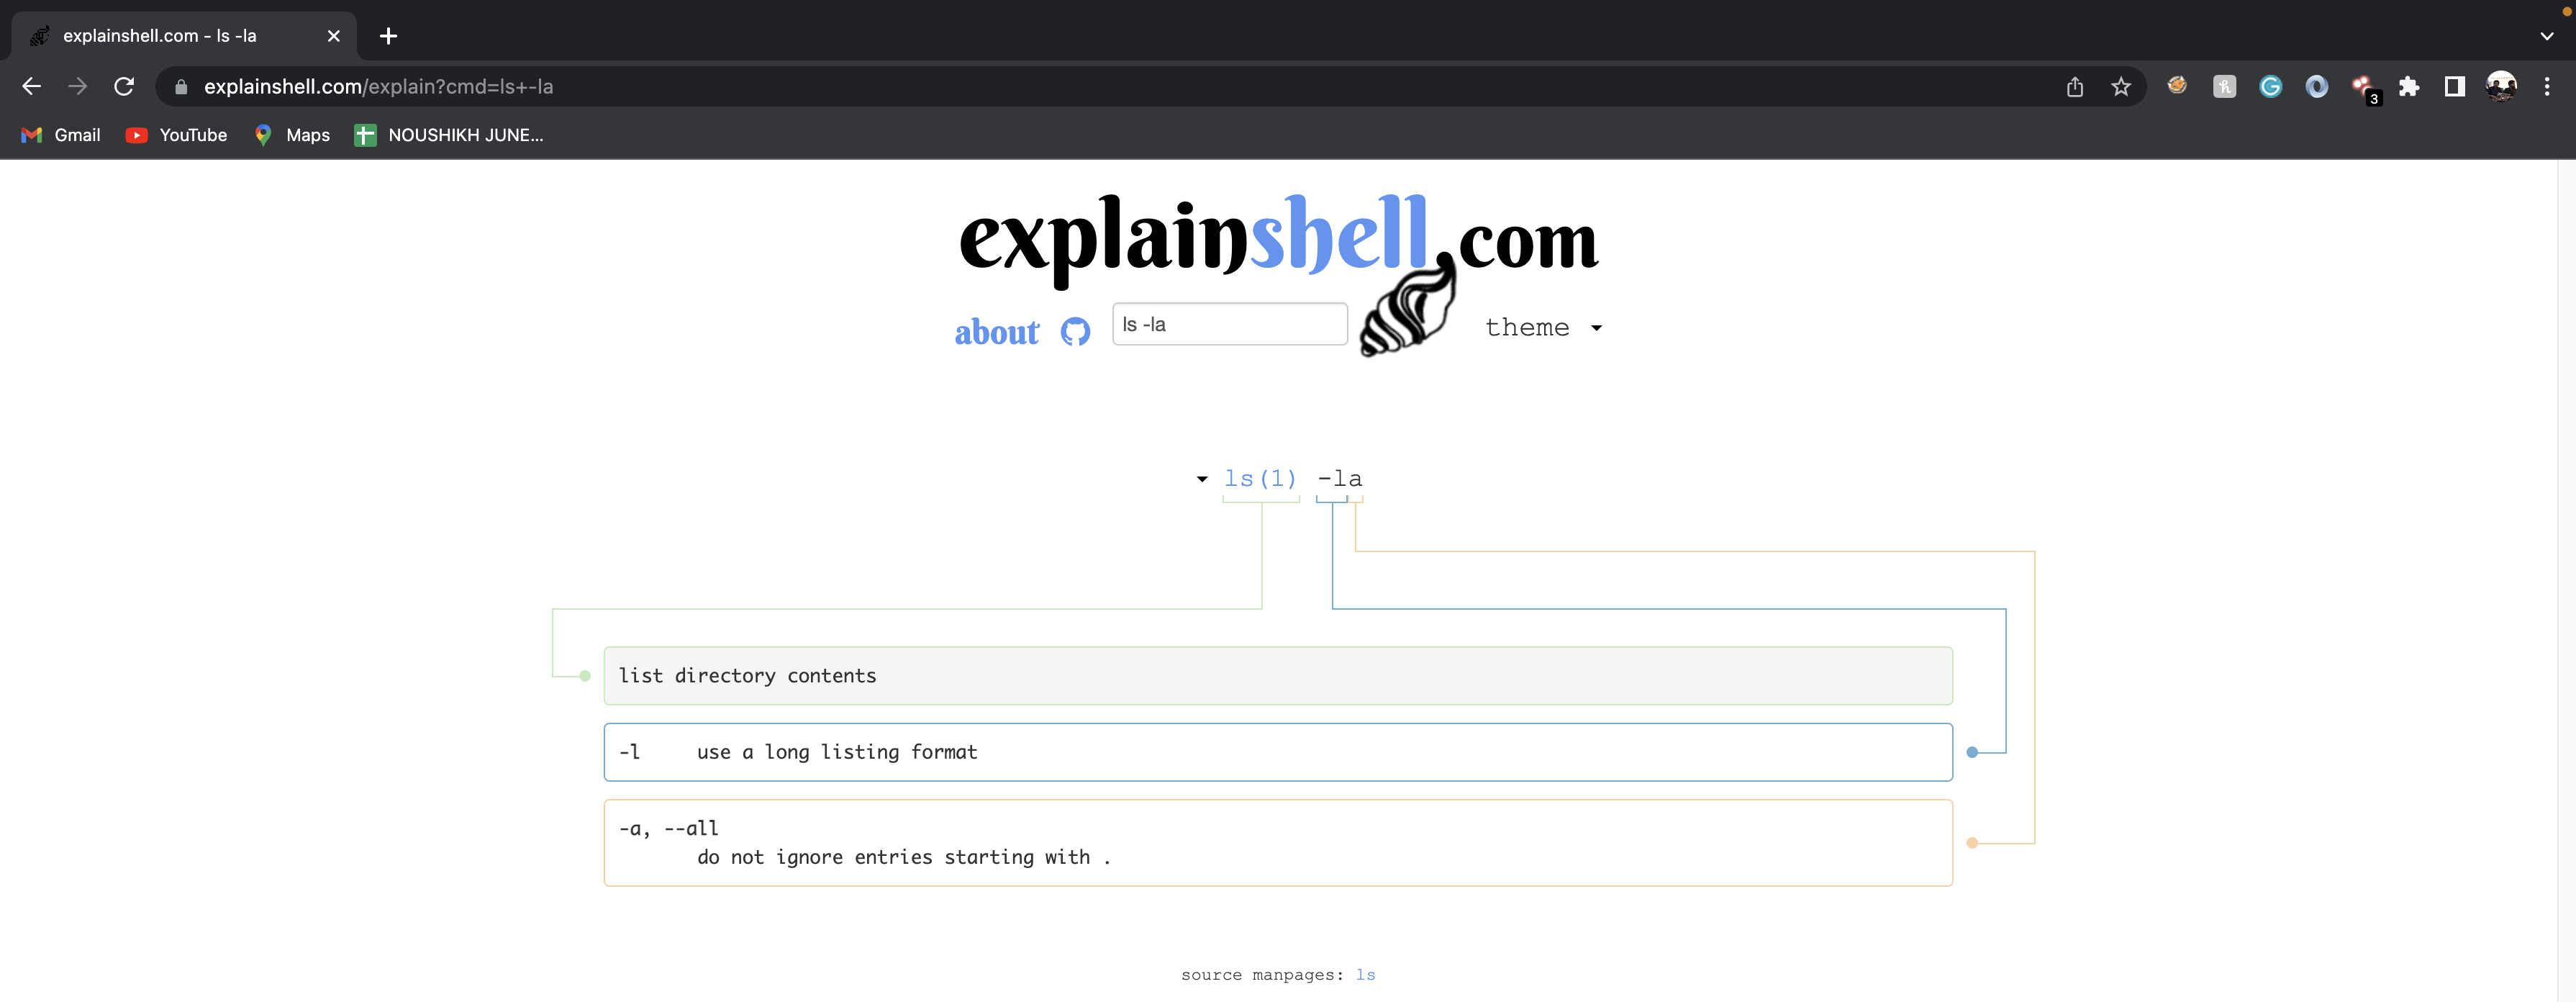 explainshell.com - ls -la
explainshell.com/explain?cmd=ls+-la
3
Gmail YouTube Maps NOUSHIKH JUNE...
explainshell.com
about ls -la theme
ls(1) -la
list directory contents
-l use a long listing format
-a, --all
do not ignore entries starting with .
source manpages: ls